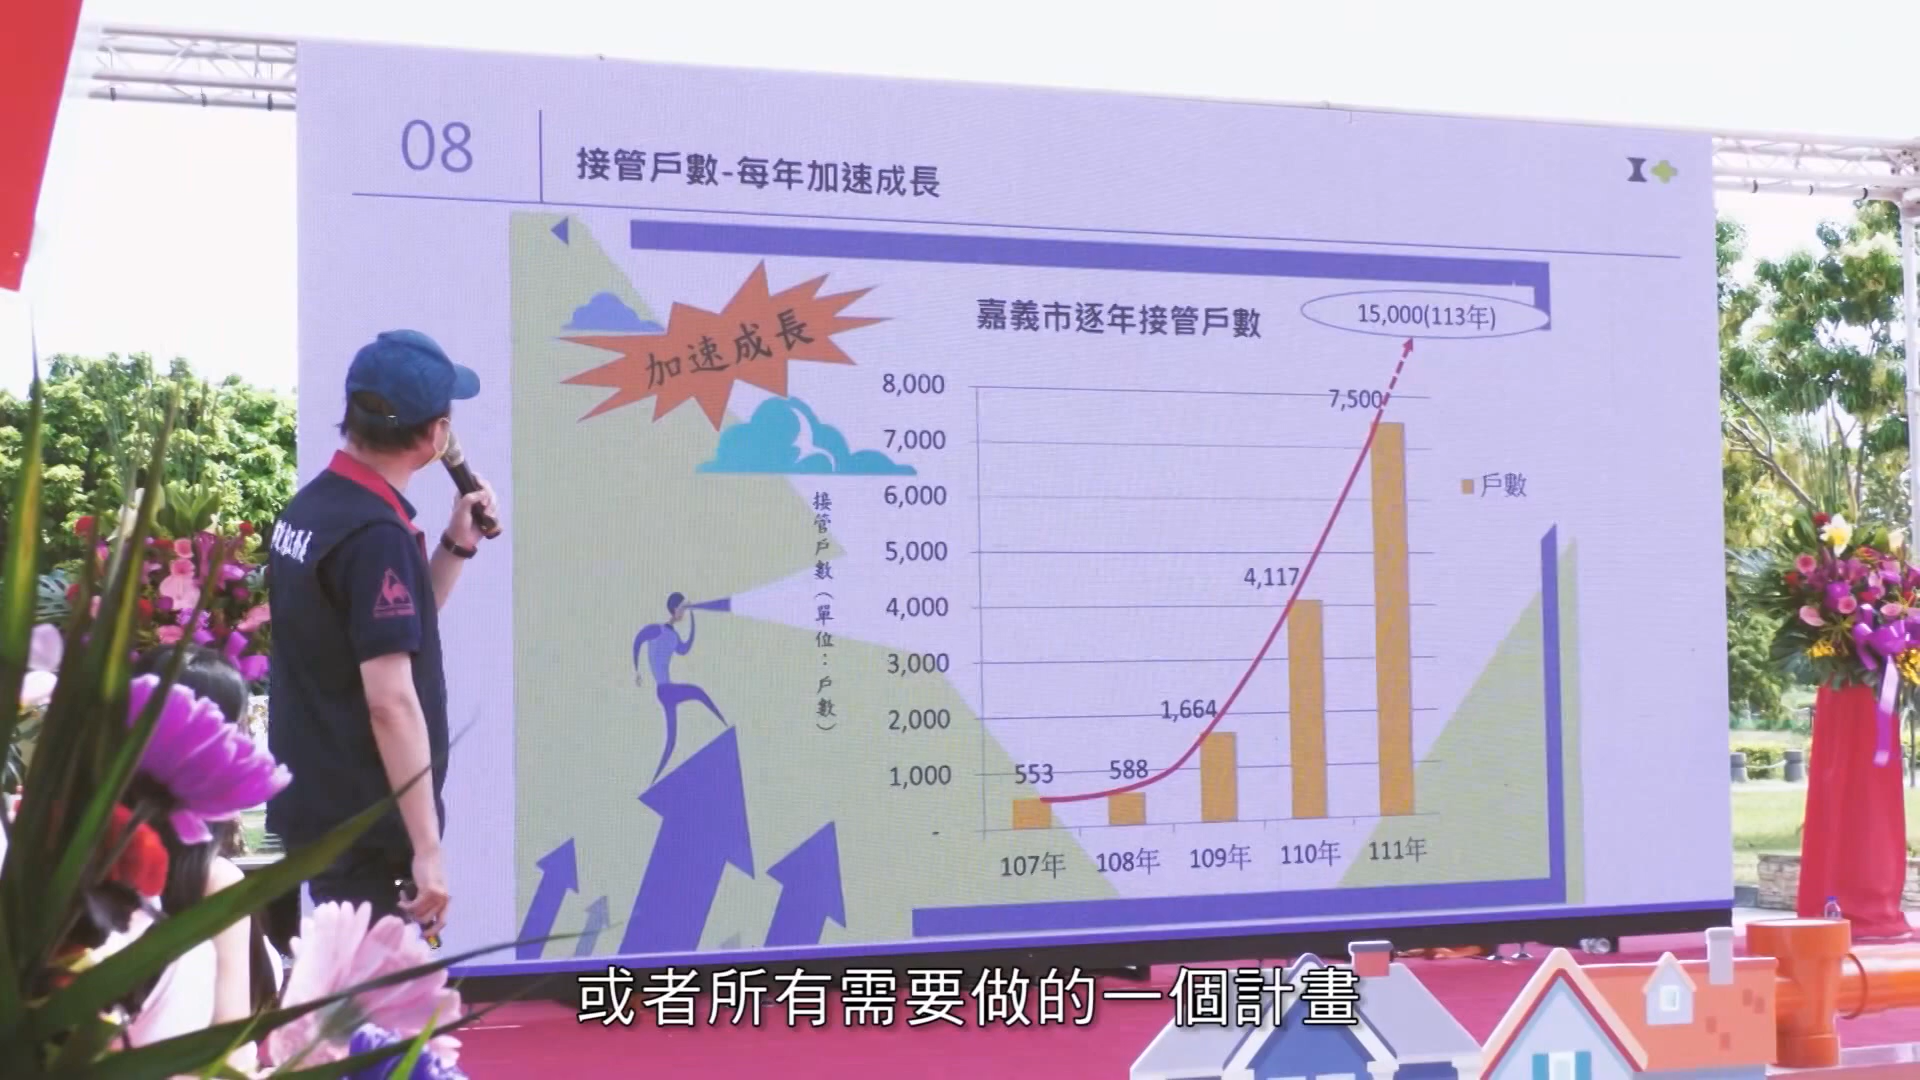 08
接管戶數-每年加速成長
加速成長
嘉義市逐年接管戶數
15,000(113年)
接管戶數（單位：戶數）
8,000
7,000
6,000
5,000
4,000
3,000
2,000
1,000
-
553
588
1,664
4,117
7,500
戶數
107年
108年
109年
110年
111年
或者所有需要做的一個計畫